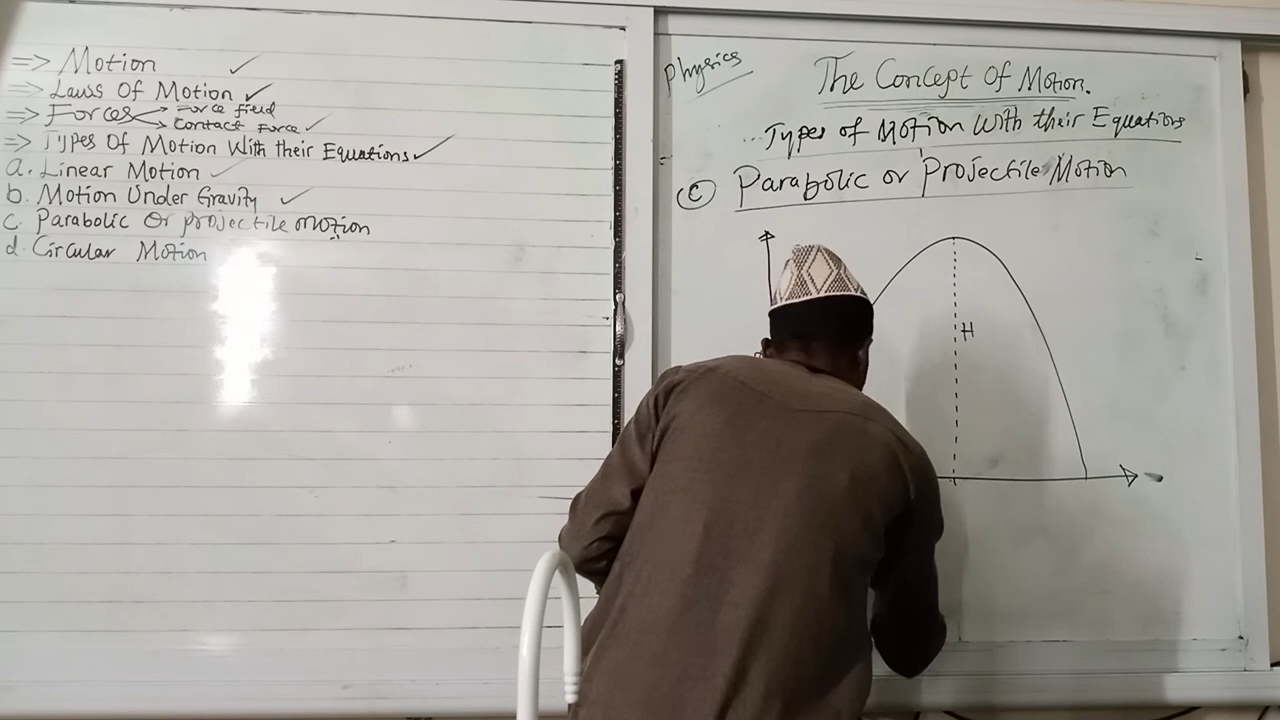 => Motion ✓
=> Laws Of Motion ✓
=> Forces → Force field
→ Contact Force ✓
=> Types Of Motion With their Equations ✓
a. Linear Motion ✓
b. Motion Under Gravity ✓
c. Parabolic Or projectile motion
d. Circular Motion
Physics
The Concept Of Motion.
Types of Motion With their Equations
(c) Parabolic or Projectile Motion
H